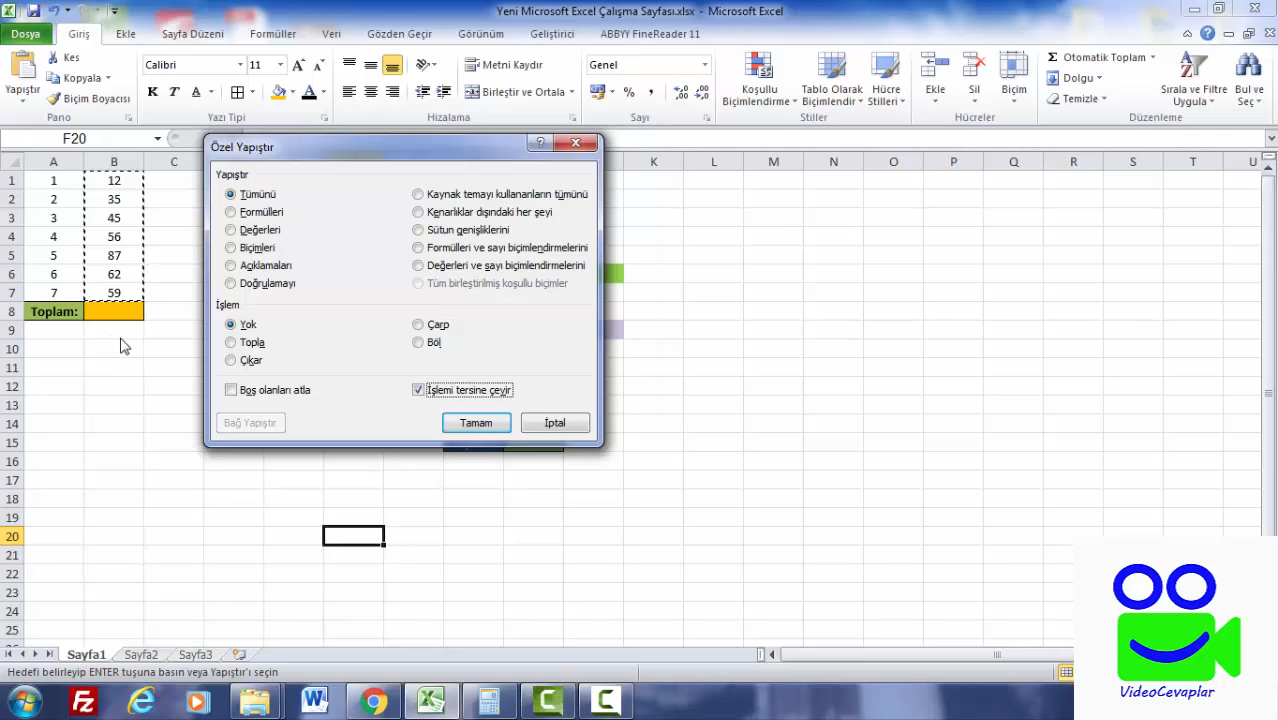 Yeni Microsoft Excel Çalışma Sayfası.xlsx - Microsoft Excel
Dosya Giriş Ekle Sayfa Düzeni Formüller Veri Gözden Geçir Görünüm Geliştirici ABBYY FineReader 11
Yapıştır
Kes
Kopyala
Biçim Boyacısı
Pano
Calibri 11
K T A
Yazı Tipi
Metni Kaydır
Birleştir ve Ortala
Hizalama
Genel
%
Sayı
Koşullu Biçimlendirme
Tablo Olarak Biçimlendir
Hücre Stilleri
Stiller
Ekle Sil Biçim
Hücreler
Σ Otomatik Toplam
Dolgu
Temizle
Sırala ve Filtre Uygula
Bul ve Seç
Düzenleme
F20
A B C K L M N O P Q R S T U
1 1 12
2 2 35
3 3 45
4 4 56
5 5 87
6 6 62
7 7 59
8 Toplam:
9
10
11
12
13
14
15
16
17
18
19
20
21
22
23
24
25
Özel Yapıştır
Yapıştır
Tümünü Kaynak temayı kullananların tümünü
Formülleri Kenarlıklar dışındaki her şeyi
Değerleri Sütun genişliklerini
Biçimleri Formülleri ve sayı biçimlendirmelerini
Açıklamaları Değerleri ve sayı biçimlendirmelerini
Doğrulamayı Tüm birleştirilmiş koşullu biçimler
İşlem
Yok Çarp
Topla Böl
Çıkar
Boş olanları atla İşlemi tersine çevir
Bağ Yapıştır Tamam İptal
Sayfa1 Sayfa2 Sayfa3
Hedefi belirleyip ENTER tuşuna basın veya Yapıştır'ı seçin
VideoCevaplar